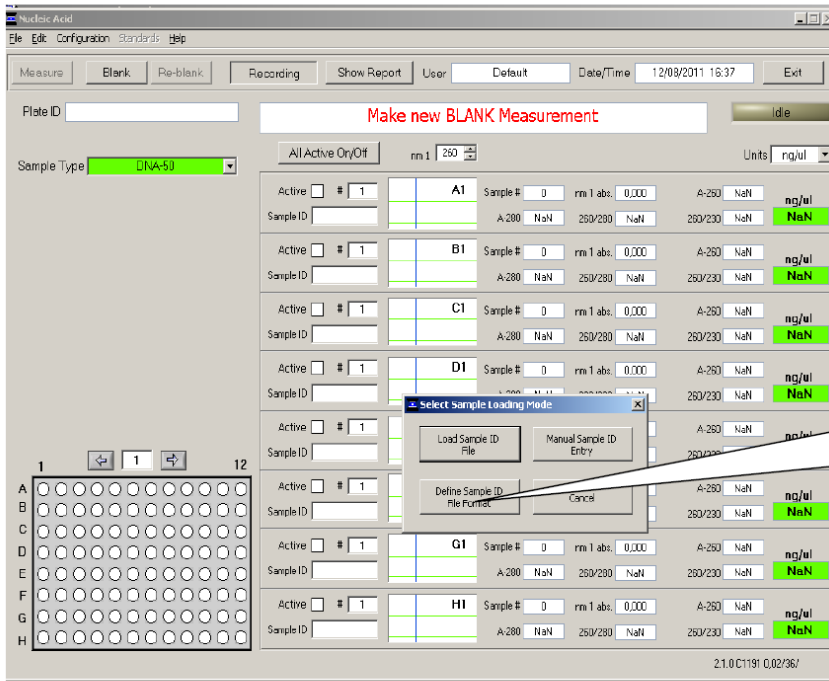 Nucleic Acid
File Edit Configuration Standards Help
Measure Blank Re-blank Recording Show Report User Default Date/Time 12/08/2011 16:37 Exit
Plate ID Make new BLANK Measurement Idle
All Active On/Off nm 1 260 Units ng/ul
Sample Type DNA-50
Active # 1 A1 Sample # 0 nm 1 abs. 0,000 A-260 NaN ng/ul
Sample ID A-280 NaN 260/280 NaN 260/230 NaN NaN
Active # 1 B1 Sample # 0 nm 1 abs. 0,000 A-260 NaN ng/ul
Sample ID A-280 NaN 260/280 NaN 260/230 NaN NaN
Active # 1 C1 Sample # 0 nm 1 abs. 0,000 A-260 NaN ng/ul
Sample ID A-280 NaN 260/280 NaN 260/230 NaN NaN
Active # 1 D1 Sample # 0 nm 1 abs. 0,000 A-260 NaN ng/ul
Sample ID 260/230 NaN NaN
Select Sample Loading Mode
Load Sample ID File
Manual Sample ID Entry
Define Sample ID File Format
Cancel
Active # 1 A-260 NaN
Sample ID
Active # 1 A-260 NaN ng/ul
Sample ID 260/230 NaN NaN
Active # 1 G1 Sample # 0 nm 1 abs. 0,000 A-260 NaN ng/ul
Sample ID A-280 NaN 260/280 NaN 260/230 NaN NaN
Active # 1 H1 Sample # 0 nm 1 abs. 0,000 A-260 NaN ng/ul
Sample ID A-280 NaN 260/280 NaN 260/230 NaN NaN
1 1 12
A
B
C
D
E
F
G
H
2.1.0 C1191 0,02/36/